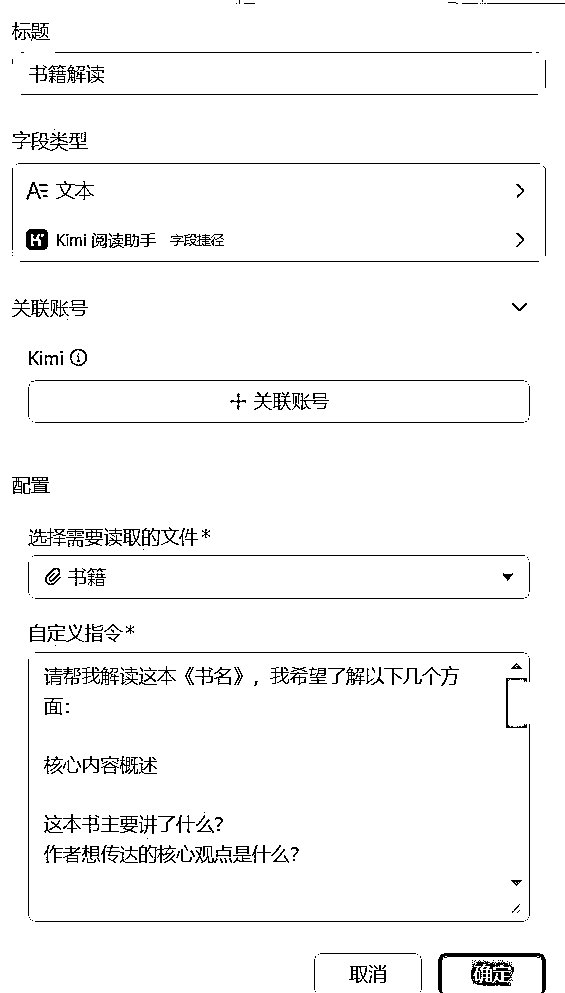 标题
书籍解读
字段类型
文本
Kimi 阅读助手 字段捷径
关联账号
Kimi
关联账号
配置
选择需要读取的文件*
书籍
自定义指令*
请帮我解读这本《书名》，我希望了解以下几个方
面：
核心内容概述
这本书主要讲了什么？
作者想传达的核心观点是什么？
取消 确定